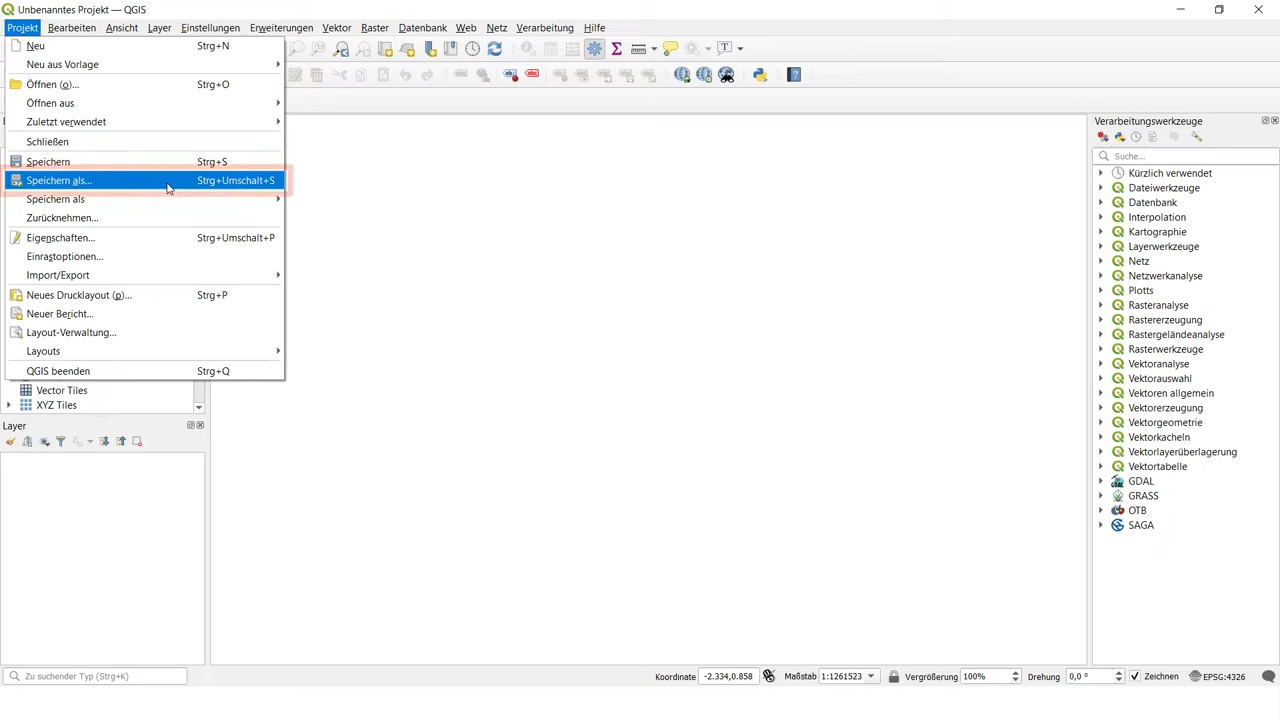 Unbenanntes Projekt — QGIS
Projekt Bearbeiten Ansicht Layer Einstellungen Erweiterungen Vektor Raster Datenbank Web Netz Verarbeitung Hilfe
Neu Strg+N
Neu aus Vorlage
Öffnen (o)... Strg+O
Öffnen aus
Zuletzt verwendet
Schließen
Speichern Strg+S
Speichern als... Strg+Umschalt+S
Speichern als
Zurücknehmen...
Eigenschaften... Strg+Umschalt+P
Einrastoptionen...
Import/Export
Neues Drucklayout (p)... Strg+P
Neuer Bericht...
Layout-Verwaltung...
Layouts
QGIS beenden Strg+Q
Vector Tiles
XYZ Tiles
Layer
Verarbeitungswerkzeuge
Suche...
Kürzlich verwendet
Dateiwerkzeuge
Datenbank
Interpolation
Kartographie
Layerwerkzeuge
Netz
Netzwerkanalyse
Plotts
Rasteranalyse
Rastererzeugung
Rastergeländeanalyse
Rasterwerkzeuge
Vektoranalyse
Vektorauswahl
Vektoren allgemein
Vektorerzeugung
Vektorgeometrie
Vektorkacheln
Vektorlayerüberlagerung
Vektortabelle
GDAL
GRASS
OTB
SAGA
Zu suchender Typ (Strg+K) Koordinate -2.334,0.858 Maßstab 1:1261523 Vergrößerung 100% Drehung 0,0 ° Zeichnen EPSG:4326